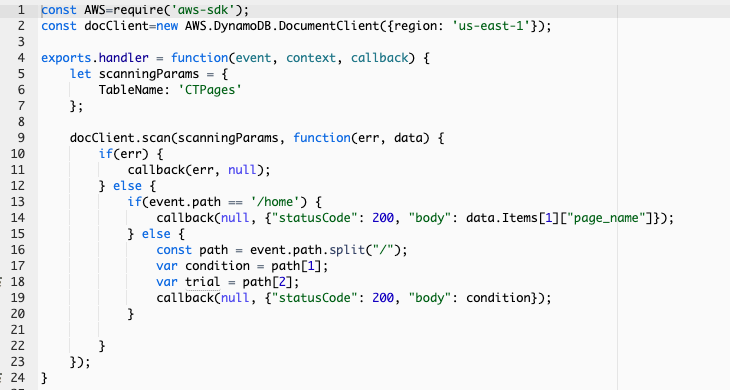 1 const AWS=require('aws-sdk');
2 const docClient=new AWS.DynamoDB.DocumentClient({region: 'us-east-1'});
3
4 exports.handler = function(event, context, callback) {
5     let scanningParams = {
6         TableName: 'CTPages'
7     };
8
9     docClient.scan(scanningParams, function(err, data) {
10         if(err) {
11             callback(err, null);
12         } else {
13             if(event.path == '/home') {
14                 callback(null, {"statusCode": 200, "body": data.Items[1]["page_name"]});
15             } else {
16                 const path = event.path.split("/");
17                 var condition = path[1];
18                 var trial = path[2];
19                 callback(null, {"statusCode": 200, "body": condition});
20             }
21
22         }
23     });
24 }